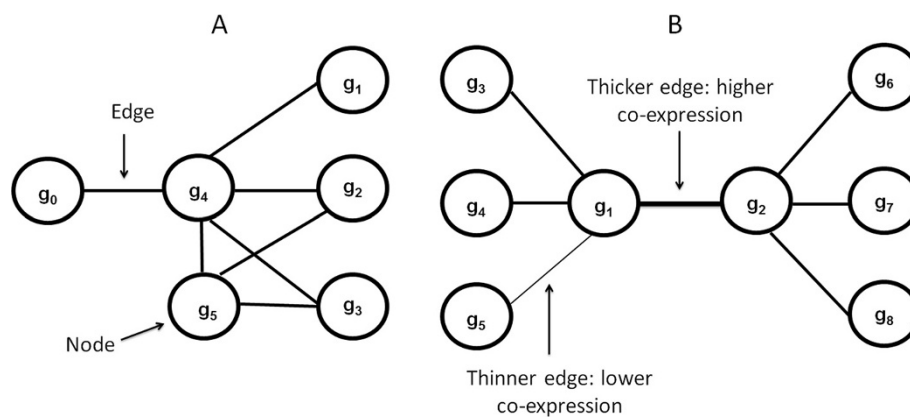 A
B
g1
Edge
g0
g4
g2
g5
g3
Node
g3
Thicker edge: higher
co-expression
g6
g4
g1
g2
g7
g5
g8
Thinner edge: lower
co-expression